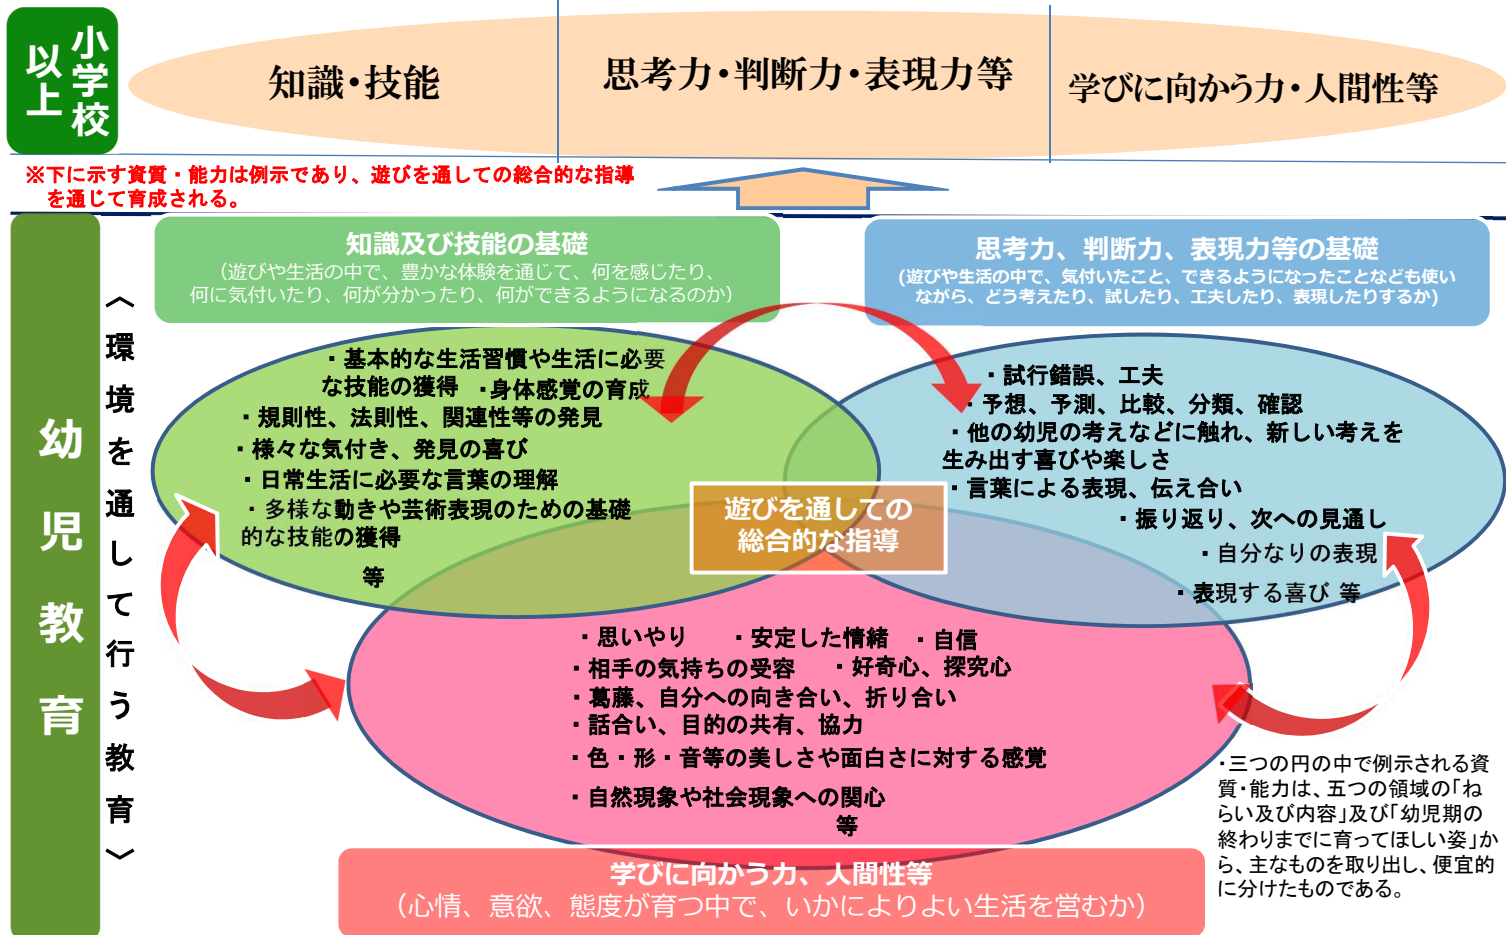 小学校
以上
知識・技能
思考力・判断力・表現力等
学びに向かう力・人間性等
※下に示す資質・能力は例示であり、遊びを通しての総合的な指導
を通じて育成される。
幼児教育
〈環境を通して行う教育〉
知識及び技能の基礎
（遊びや生活の中で、豊かな体験を通じて、何を感じたり、
何に気付いたり、何が分かったり、何ができるようになるのか）
思考力、判断力、表現力等の基礎
(遊びや生活の中で、気付いたこと、できるようになったことなども使い
ながら、どう考えたり、試したり、工夫したり、表現したりするか)
・基本的な生活習慣や生活に必要
な技能の獲得 ・身体感覚の育成
・規則性、法則性、関連性等の発見
・様々な気付き、発見の喜び
・日常生活に必要な言葉の理解
・多様な動きや芸術表現のための基礎
的な技能の獲得
等
・試行錯誤、工夫
・予想、予測、比較、分類、確認
・他の幼児の考えなどに触れ、新しい考えを
生み出す喜びや楽しさ
・言葉による表現、伝え合い
・振り返り、次への見通し
・自分なりの表現
・表現する喜び 等
遊びを通しての
総合的な指導
・思いやり ・安定した情緒 ・自信
・相手の気持ちの受容 ・好奇心、探究心
・葛藤、自分への向き合い、折り合い
・話合い、目的の共有、協力
・色・形・音等の美しさや面白さに対する感覚
・自然現象や社会現象への関心
等
学びに向かう力、人間性等
（心情、意欲、態度が育つ中で、いかによりよい生活を営むか）
・三つの円の中で例示される資
質・能力は、五つの領域の「ね
らい及び内容」及び「幼児期の
終わりまでに育ってほしい姿」か
ら、主なものを取り出し、便宜的
に分けたものである。